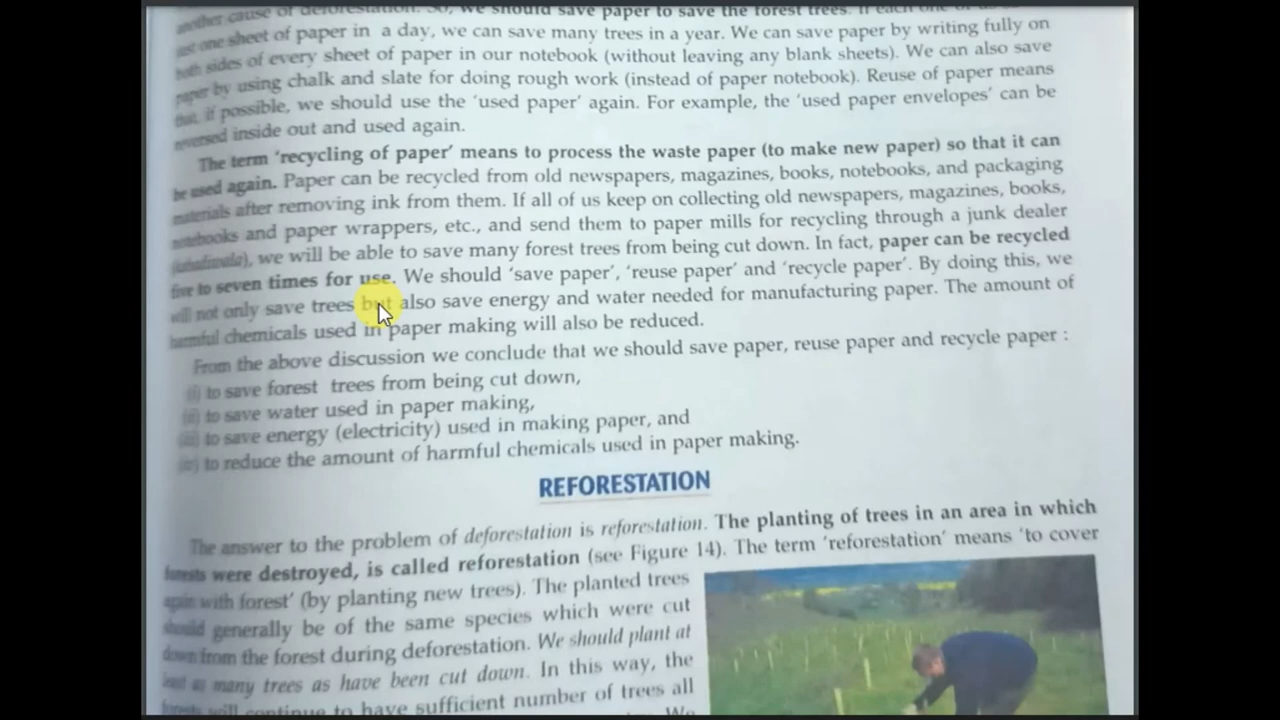 another cause of deforestation. So, we should save paper to save the forest trees. If each one of us
just one sheet of paper in a day, we can save many trees in a year. We can save paper by writing fully on
both sides of every sheet of paper in our notebook (without leaving any blank sheets). We can also save
paper by using chalk and slate for doing rough work (instead of paper notebook). Reuse of paper means
that, if possible, we should use the 'used paper' again. For example, the 'used paper envelopes' can be
reversed inside out and used again.
The term 'recycling of paper' means to process the waste paper (to make new paper) so that it can
be used again. Paper can be recycled from old newspapers, magazines, books, notebooks, and packaging
materials after removing ink from them. If all of us keep on collecting old newspapers, magazines, books,
notebooks and paper wrappers, etc., and send them to paper mills for recycling through a junk dealer
(kabadiwala), we will be able to save many forest trees from being cut down. In fact, paper can be recycled
five to seven times for use. We should 'save paper', 'reuse paper' and 'recycle paper'. By doing this, we
will not only save trees but also save energy and water needed for manufacturing paper. The amount of
harmful chemicals used in paper making will also be reduced.
From the above discussion we conclude that we should save paper, reuse paper and recycle paper :
(i) to save forest trees from being cut down,
(ii) to save water used in paper making,
(iii) to save energy (electricity) used in making paper, and
(iv) to reduce the amount of harmful chemicals used in paper making.
REFORESTATION
The answer to the problem of deforestation is reforestation. The planting of trees in an area in which
forests were destroyed, is called reforestation (see Figure 14). The term 'reforestation' means 'to cover
again with forest' (by planting new trees). The planted trees
should generally be of the same species which were cut
down from the forest during deforestation. We should plant at
least as many trees as have been cut down. In this way, the
forests will continue to have sufficient number of trees all
We